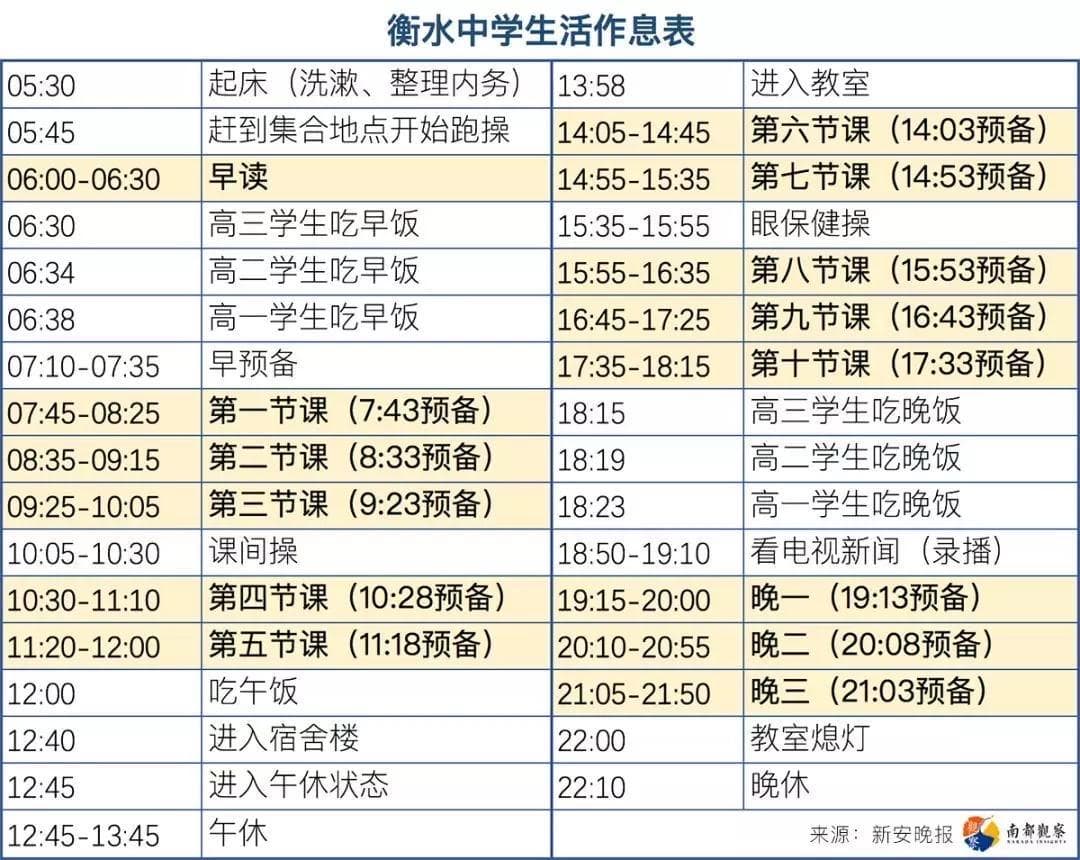 衡水中学生活作息表
05:30 起床（洗漱、整理内务）
05:45 赶到集合地点开始跑操
06:00-06:30 早读
06:30 高三学生吃早饭
06:34 高二学生吃早饭
06:38 高一学生吃早饭
07:10-07:35 早预备
07:45-08:25 第一节课（7:43预备）
08:35-09:15 第二节课（8:33预备）
09:25-10:05 第三节课（9:23预备）
10:05-10:30 课间操
10:30-11:10 第四节课（10:28预备）
11:20-12:00 第五节课（11:18预备）
12:00 吃午饭
12:40 进入宿舍楼
12:45 进入午休状态
12:45-13:45 午休
13:58 进入教室
14:05-14:45 第六节课（14:03预备）
14:55-15:35 第七节课（14:53预备）
15:35-15:55 眼保健操
15:55-16:35 第八节课（15:53预备）
16:45-17:25 第九节课（16:43预备）
17:35-18:15 第十节课（17:33预备）
18:15 高三学生吃晚饭
18:19 高二学生吃晚饭
18:23 高一学生吃晚饭
18:50-19:10 看电视新闻（录播）
19:15-20:00 晚一（19:13预备）
20:10-20:55 晚二（20:08预备）
21:05-21:50 晚三（21:03预备）
22:00 教室熄灯
22:10 晚休
来源：新安晚报
南都觀察
NARADA INSIGHTS